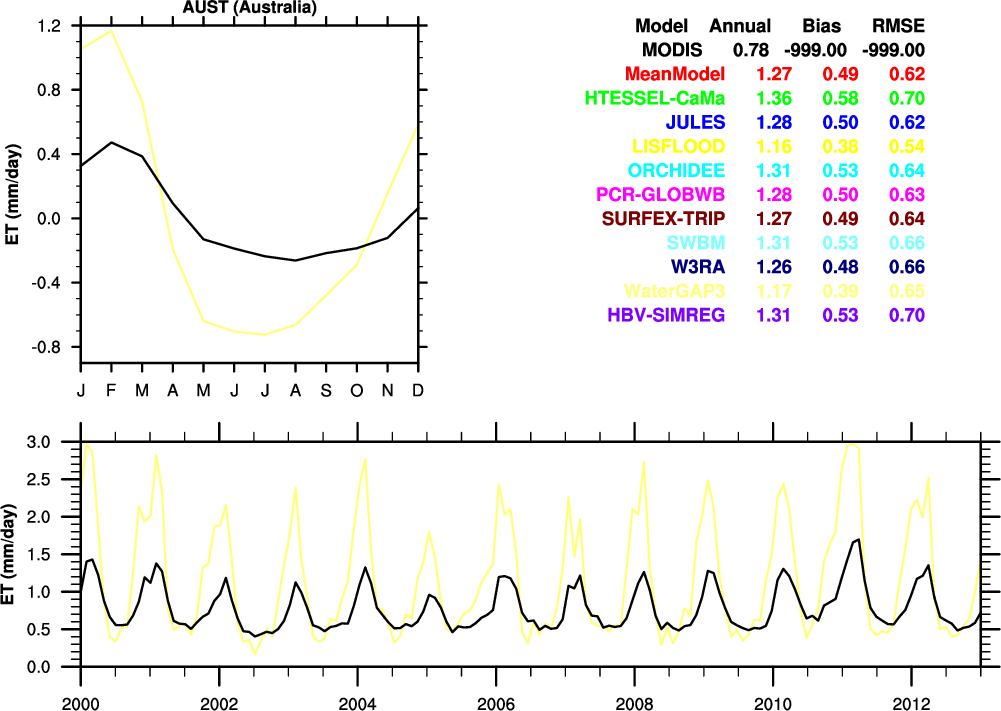 AUST (Australia)
1.2
0.8
0.4
0.0
-0.4
-0.8
ET (mm/day)
J F M A M J J A S O N D
Model Annual Bias RMSE
MODIS 0.78 -999.00 -999.00
MeanModel 1.27 0.49 0.62
HTESSEL-CaMa 1.36 0.58 0.70
JULES 1.28 0.50 0.62
LISFLOOD 1.16 0.38 0.54
ORCHIDEE 1.31 0.53 0.64
PCR-GLOBWB 1.28 0.50 0.63
SURFEX-TRIP 1.27 0.49 0.64
SWBM 1.31 0.53 0.66
W3RA 1.26 0.48 0.66
WaterGAP3 1.17 0.39 0.65
HBV-SIMREG 1.31 0.53 0.70
3.0
2.5
2.0
1.5
1.0
0.5
0.0
ET (mm/day)
2000 2002 2004 2006 2008 2010 2012